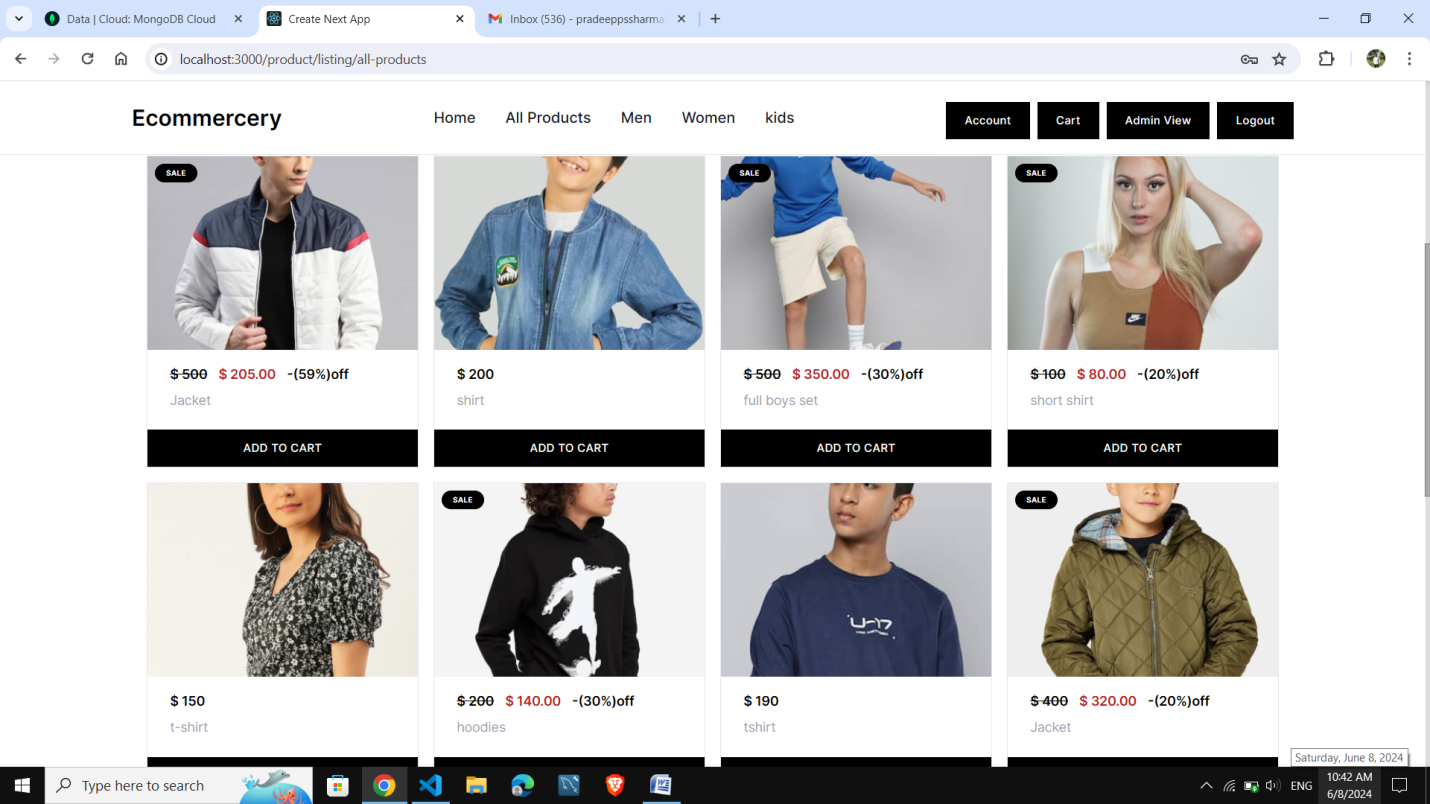 Data | Cloud: MongoDB Cloud
Create Next App
Inbox (536) - pradeeppssharma
localhost:3000/product/listing/all-products
Ecommercery
Home All Products Men Women kids
Account Cart Admin View Logout
SALE SALE SALE
$ 500 $ 205.00 -(59%)off
Jacket
ADD TO CART
$ 200
shirt
ADD TO CART
$ 500 $ 350.00 -(30%)off
full boys set
ADD TO CART
$ 100 $ 80.00 -(20%)off
short shirt
ADD TO CART
SALE SALE
U-17
$ 150
t-shirt
$ 200 $ 140.00 -(30%)off
hoodies
$ 190
tshirt
$ 400 $ 320.00 -(20%)off
Jacket
Saturday, June 8, 2024
Type here to search
ENG
10:42 AM
6/8/2024